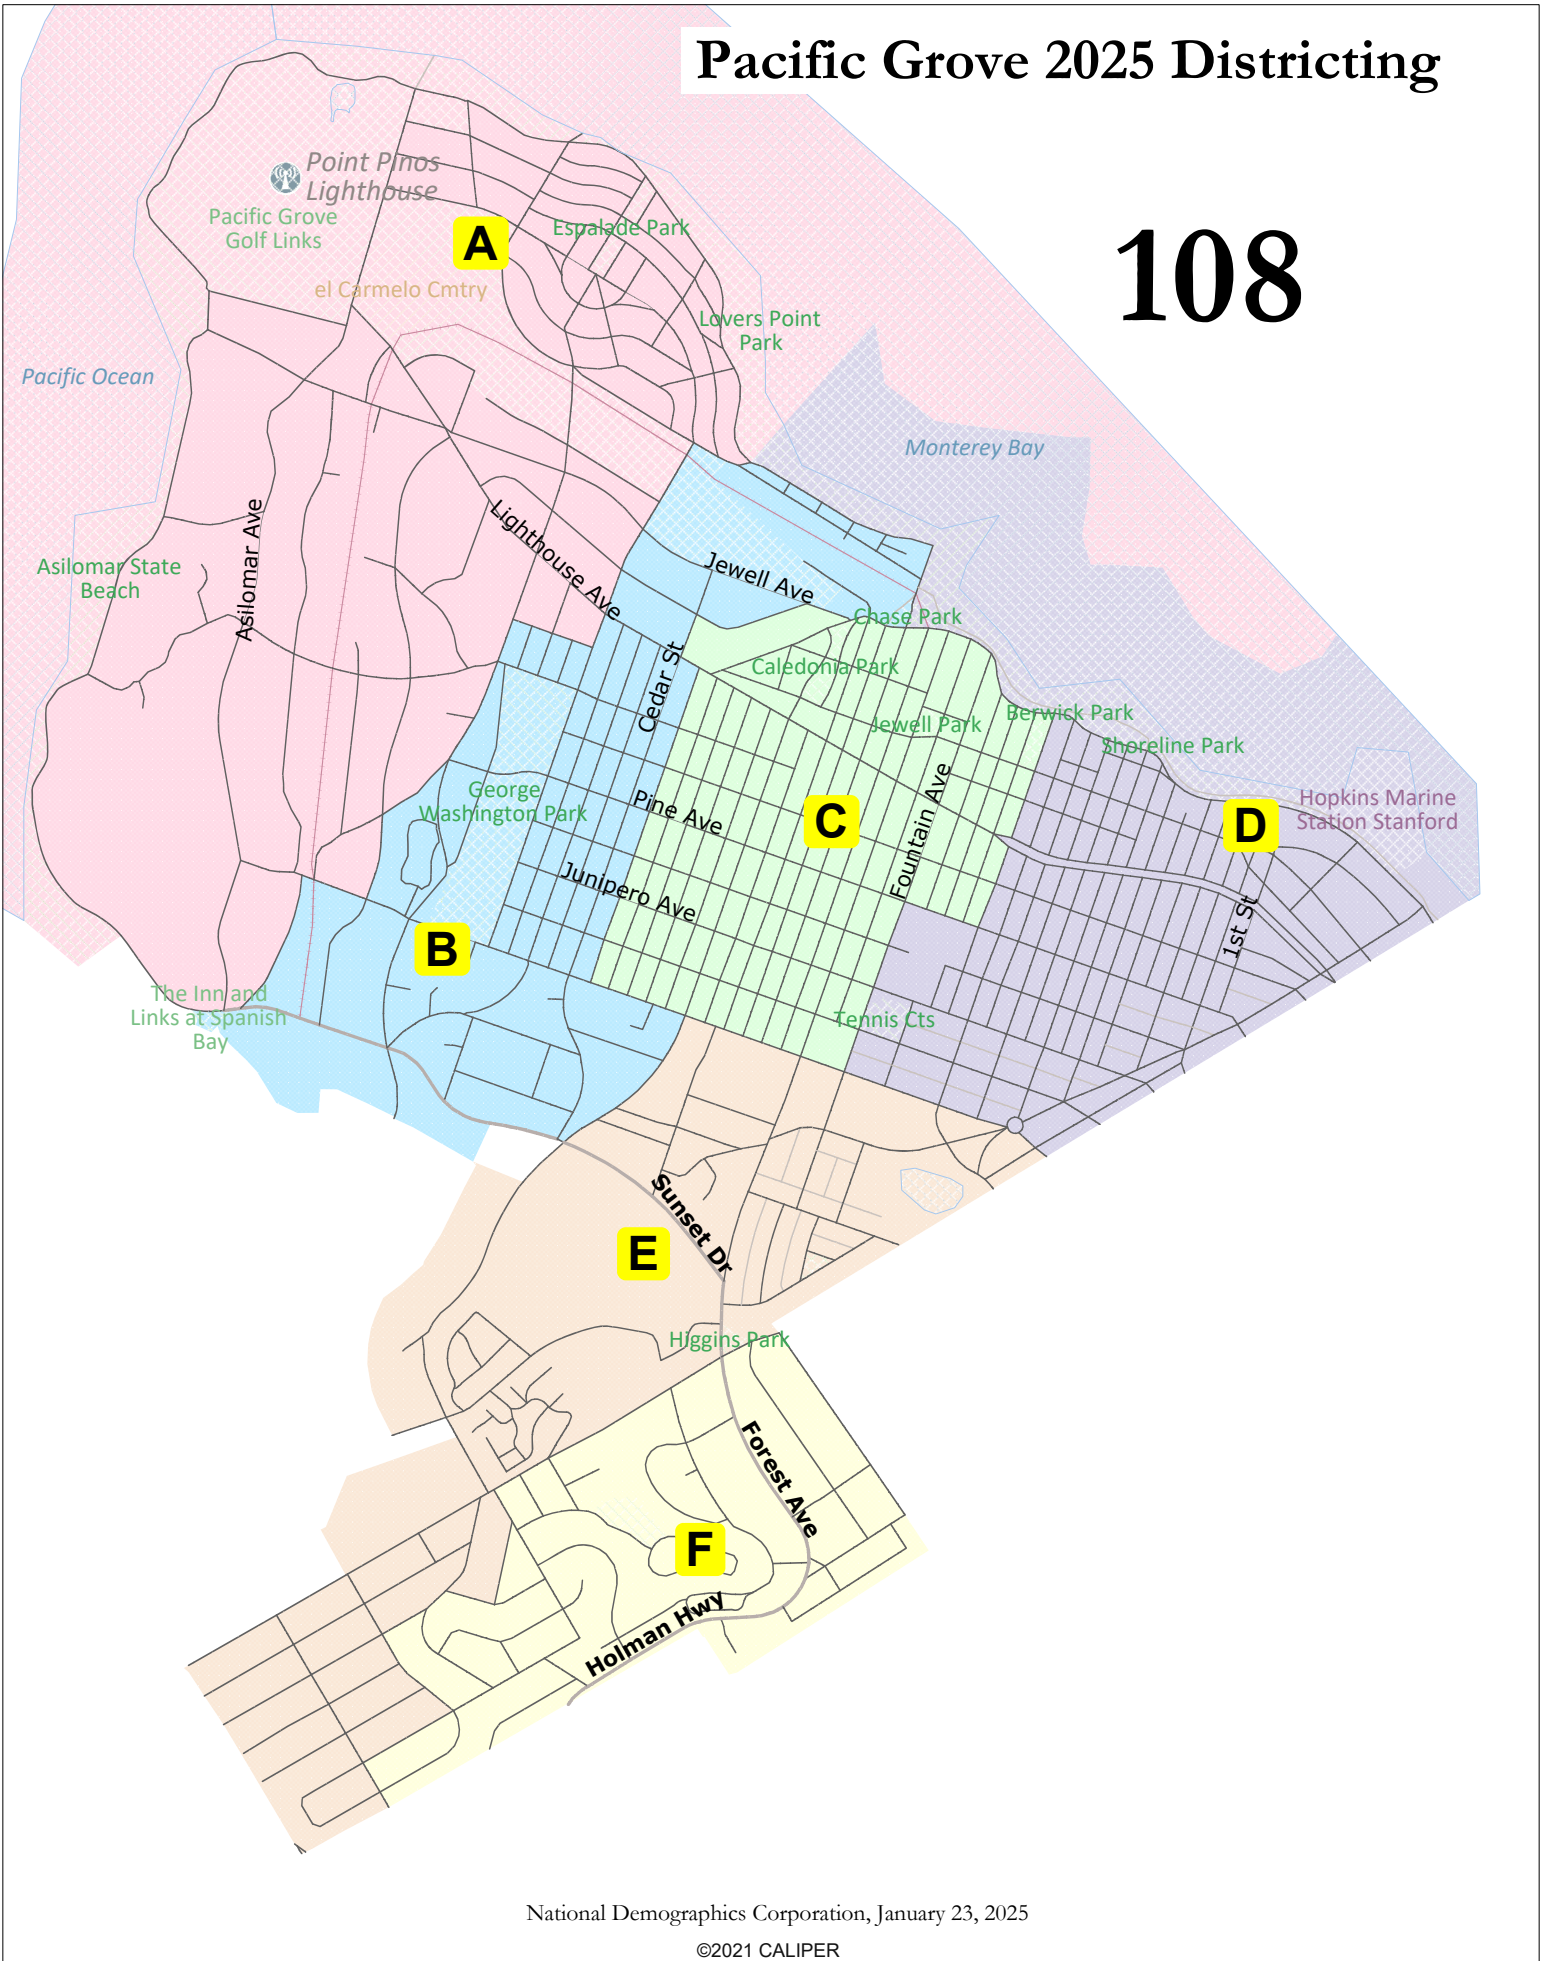 Pacific Grove 2025 Districting
108
Point Pinos
Lighthouse
Pacific Grove
Golf Links
A
Espalade Park
el Carmelo Cmtry
Lovers Point
Park
Pacific Ocean
Monterey Bay
Asilomar Ave
Lighthouse Ave
Asilomar State
Beach
Jewell Ave
Chase Park
Cedar St
Caledonia Park
Jewell Park
Berwick Park
Shoreline Park
George
Washington Park
Pine Ave
C
Fountain Ave
D
Hopkins Marine
Station Stanford
Junipero Ave
B
1st St
The Inn and
Links at Spanish
Bay
Tennis Cts
Sunset Dr
E
Higgins Park
Forest Ave
F
Holman Hwy
National Demographics Corporation, January 23, 2025
©2021 CALIPER